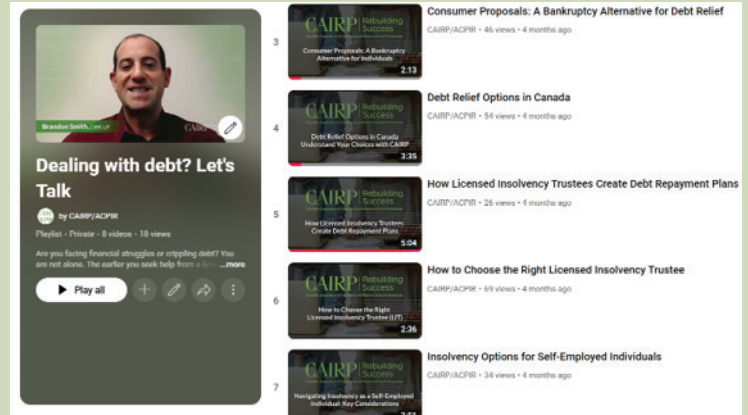 Brandon Smith,
CAIRP
Dealing with debt? Let's
Talk
by CAIRP/ACPIR
Playlist • Private • 8 videos • 18 views
Are you facing financial struggles or crippling debt? You
are not alone. The earlier you seek help from a ...more
Play all
3
CAIRP Rebuilding
Success
Consumer Proposals: A Bankruptcy
Alternative for Individuals
2:13
Consumer Proposals: A Bankruptcy Alternative for Debt Relief
CAIRP/ACPIR • 46 views • 4 months ago
4
CAIRP Rebuilding
Success
Debt Relief Options in Canada
Understand Your Choices with CAIRP
3:35
Debt Relief Options in Canada
CAIRP/ACPIR • 54 views • 4 months ago
5
CAIRP Rebuilding
Success
How Licensed Insolvency Trustees
Create Debt Repayment Plans
5:04
How Licensed Insolvency Trustees Create Debt Repayment Plans
CAIRP/ACPIR • 26 views • 4 months ago
6
CAIRP Rebuilding
Success
How to Choose the Right
Licensed Insolvency Trustee (LIT)
2:36
How to Choose the Right Licensed Insolvency Trustee
CAIRP/ACPIR • 69 views • 4 months ago
7
CAIRP Rebuilding
Success
Navigating Insolvency as a Self-Employed
Individual: Key Considerations
Insolvency Options for Self-Employed Individuals
CAIRP/ACPIR • 34 views • 4 months ago